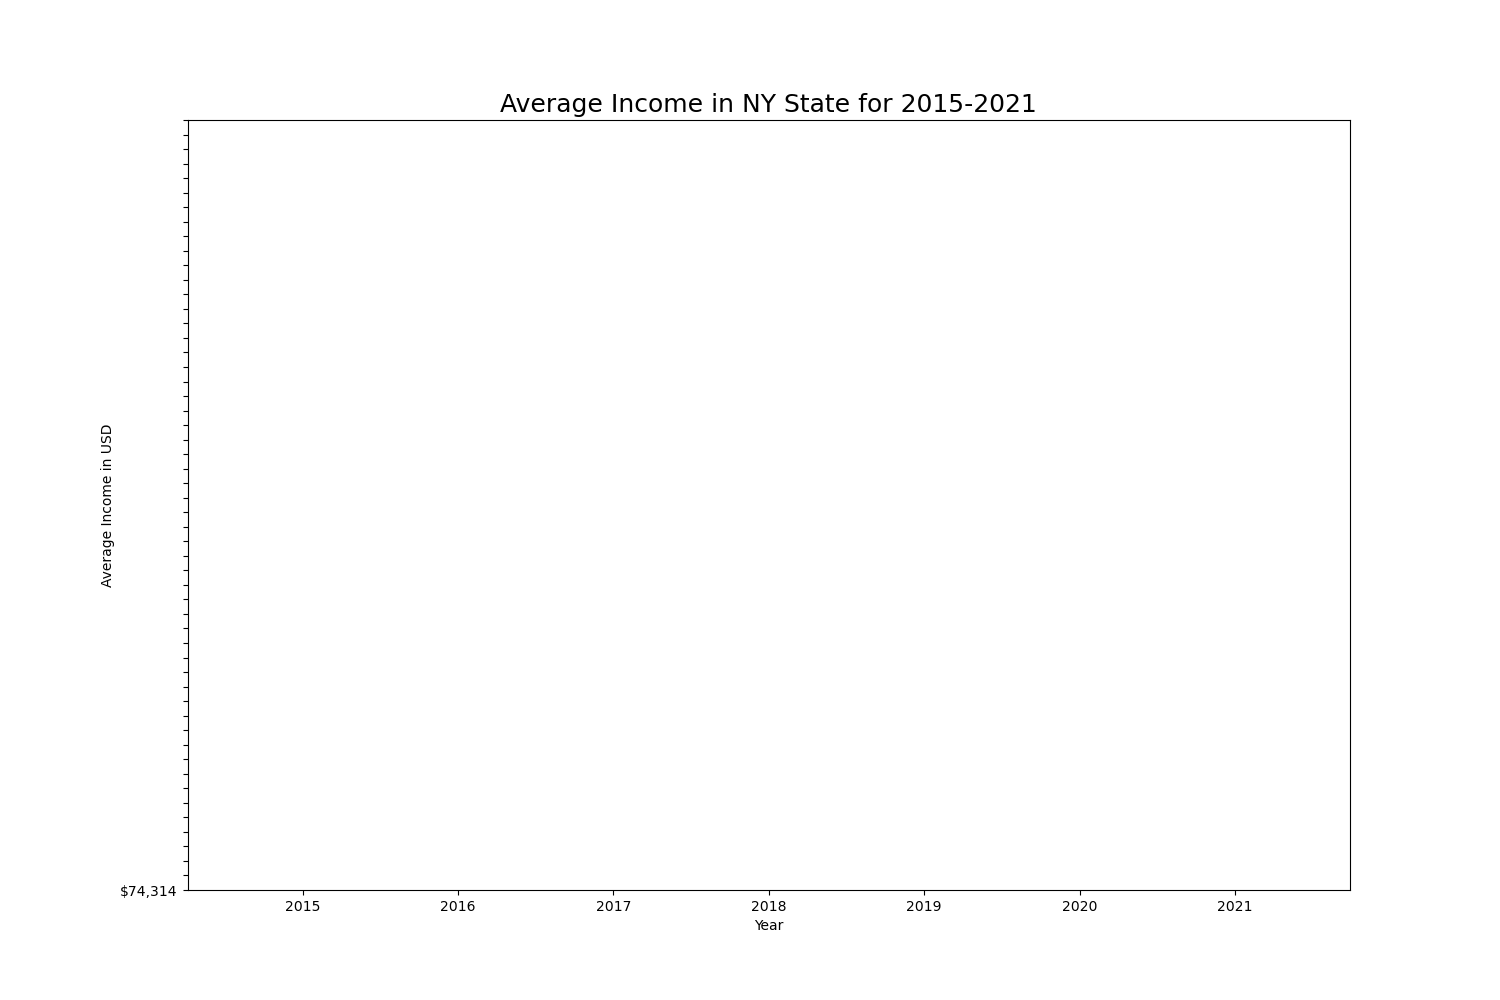 Average Income in NY State for 2015-2021
Average Income in USD
$74,314
2015 2016 2017 2018 2019 2020 2021
Year